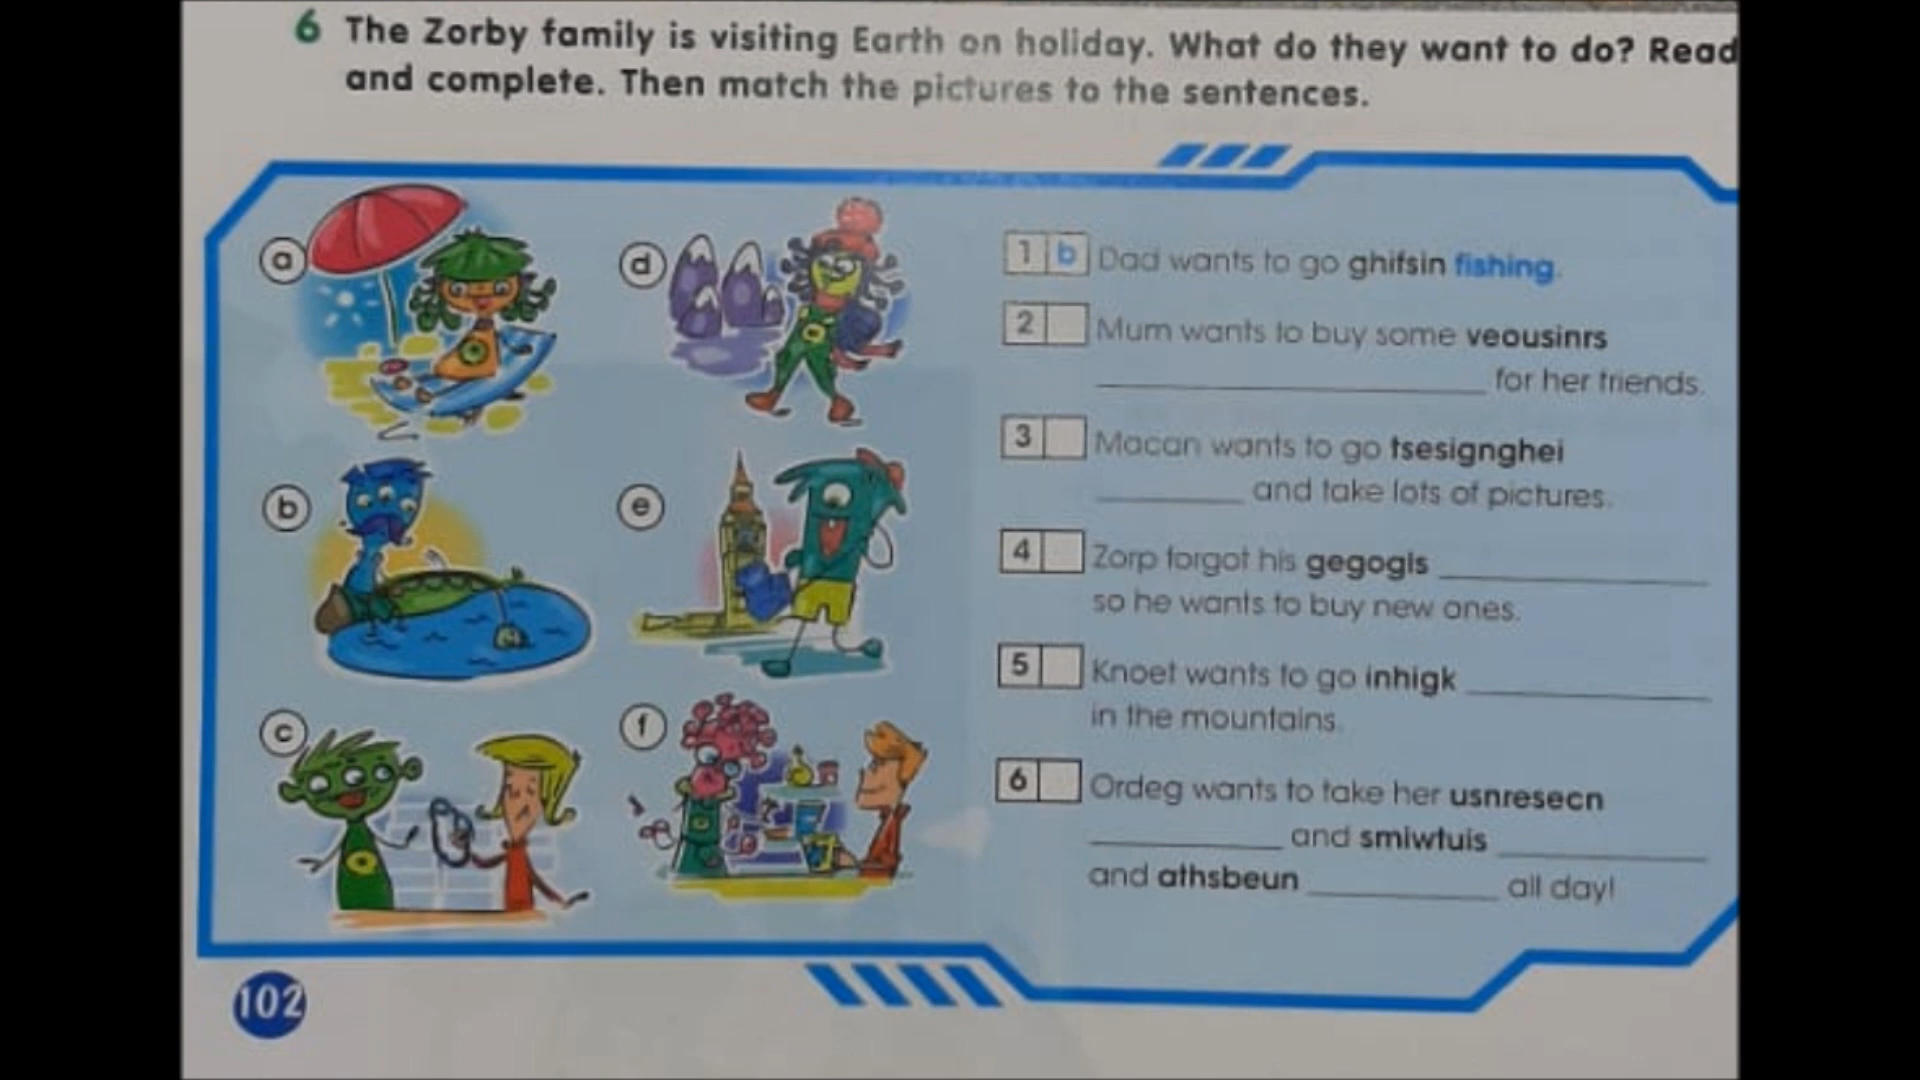 6 The Zorby family is visiting Earth on holiday. What do they want to do? Read
and complete. Then match the pictures to the sentences.
a
b
c
d
e
f
1 b Dad wants to go ghifsin fishing.
2 Mum wants to buy some veousinrs
for her friends.
3 Macan wants to go tsesignghei
and take lots of pictures.
4 Zorp forgot his gegogls
so he wants to buy new ones.
5 Knoet wants to go inhigk
in the mountains.
6 Ordeg wants to take her usnresecn
and smiwtuis
and athsbeun all day!
102